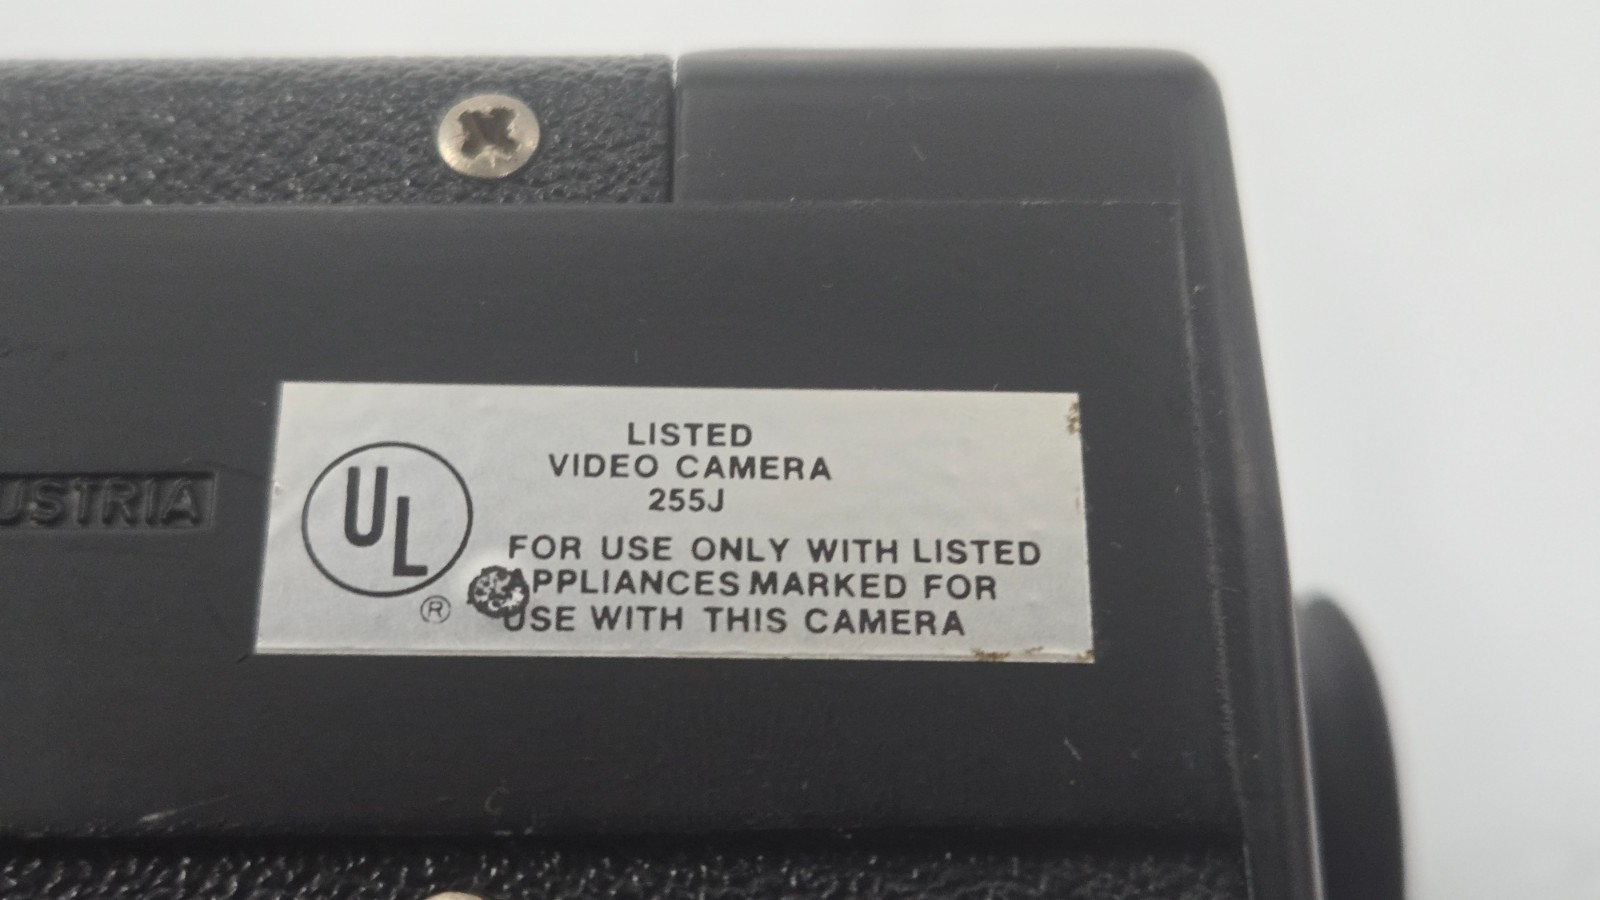 USTRIA
UL
®
LISTED
VIDEO CAMERA
255J
FOR USE ONLY WITH LISTED
APPLIANCES MARKED FOR
USE WITH THIS CAMERA